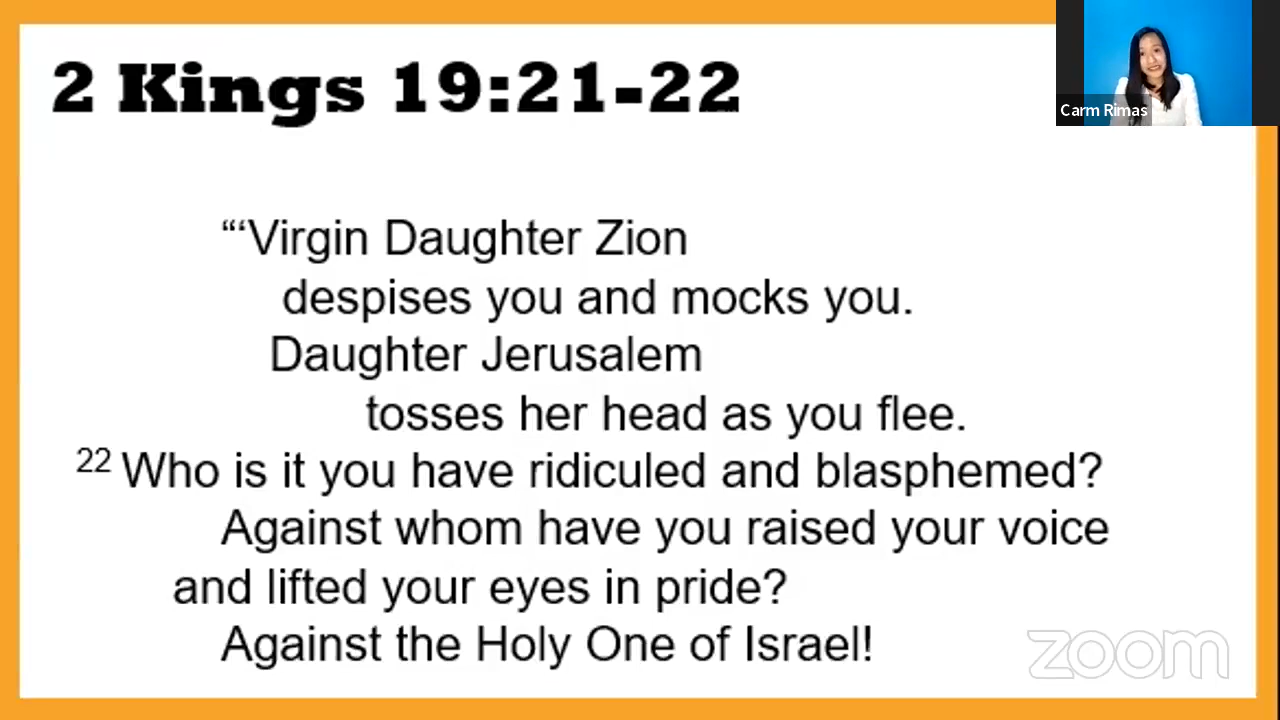 2 Kings 19:21-22
Carm Rimas
“‘Virgin Daughter Zion
despises you and mocks you.
Daughter Jerusalem
tosses her head as you flee.
22 Who is it you have ridiculed and blasphemed?
Against whom have you raised your voice
and lifted your eyes in pride?
Against the Holy One of Israel!
zoom